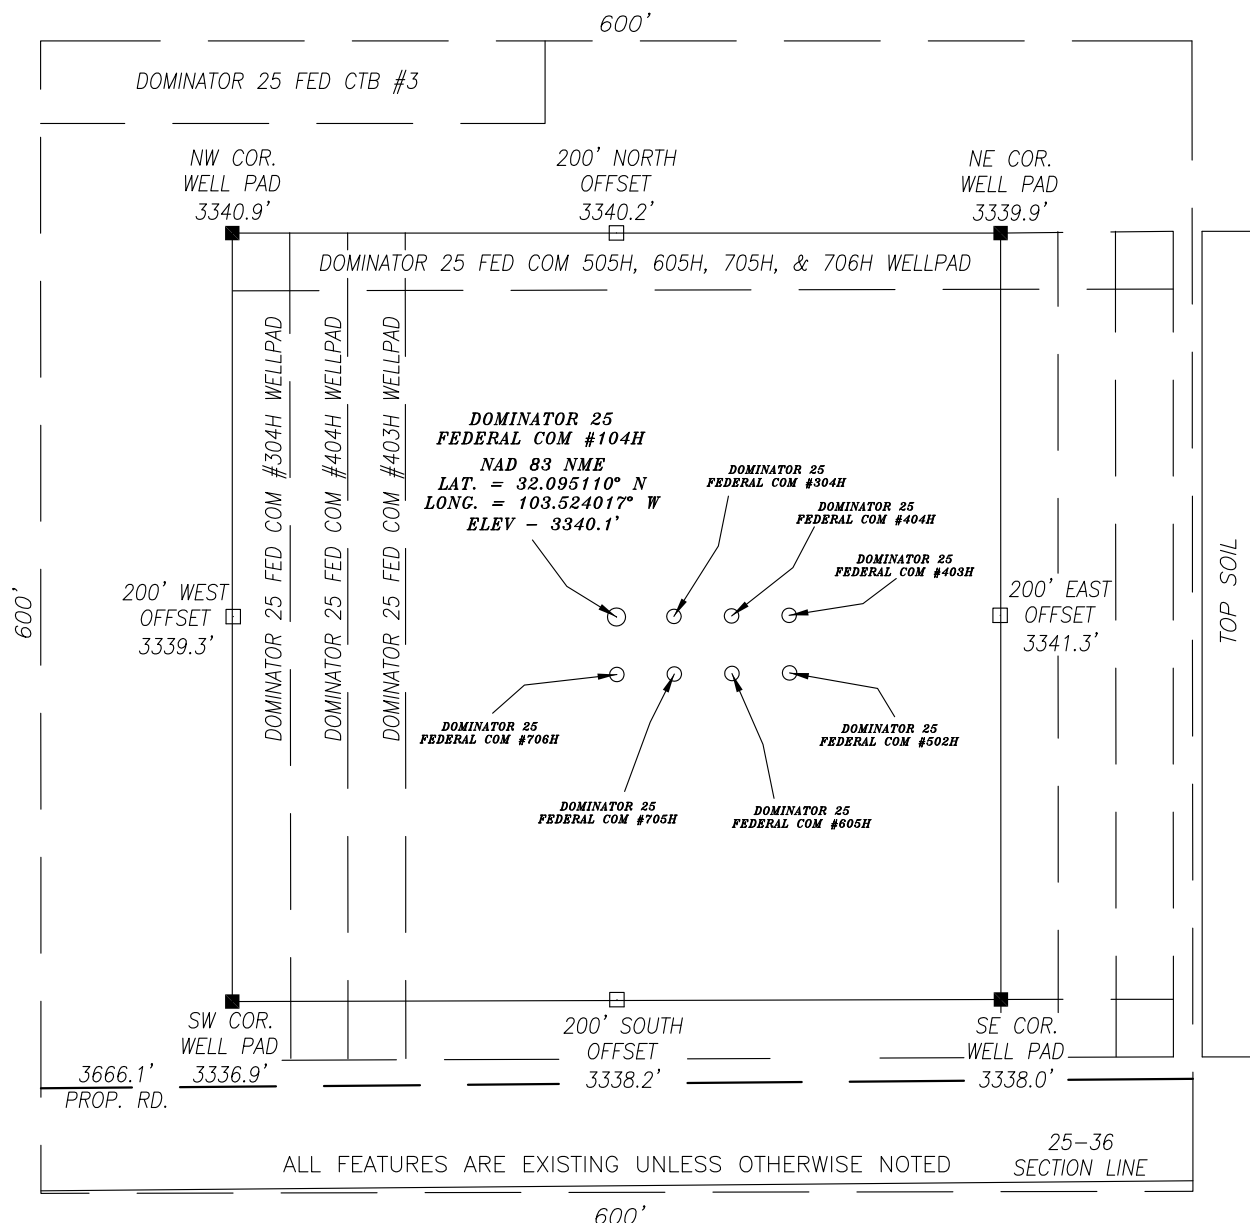 600'
DOMINATOR 25 FED CTB #3
NW COR.
WELL PAD
3340.9'
200' NORTH
OFFSET
3340.2'
NE COR.
WELL PAD
3339.9'
DOMINATOR 25 FED COM 505H, 605H, 705H, & 706H WELLPAD
DOMINATOR 25 FED COM #304H WELLPAD
DOMINATOR 25 FED COM #404H WELLPAD
DOMINATOR 25 FED COM #403H WELLPAD
DOMINATOR 25
FEDERAL COM #104H
NAD 83 NME
LAT. = 32.095110° N
LONG. = 103.524017° W
ELEV - 3340.1'
DOMINATOR 25
FEDERAL COM #304H
DOMINATOR 25
FEDERAL COM #404H
DOMINATOR 25
FEDERAL COM #403H
600'
200' WEST
OFFSET
3339.3'
200' EAST
OFFSET
3341.3'
TOP SOIL
DOMINATOR 25
FEDERAL COM #706H
DOMINATOR 25
FEDERAL COM #705H
DOMINATOR 25
FEDERAL COM #605H
DOMINATOR 25
FEDERAL COM #502H
SW COR.
WELL PAD
3336.9'
200' SOUTH
OFFSET
3338.2'
SE COR.
WELL PAD
3338.0'
3666.1'
PROP. RD.
ALL FEATURES ARE EXISTING UNLESS OTHERWISE NOTED
25-36
SECTION LINE
600'